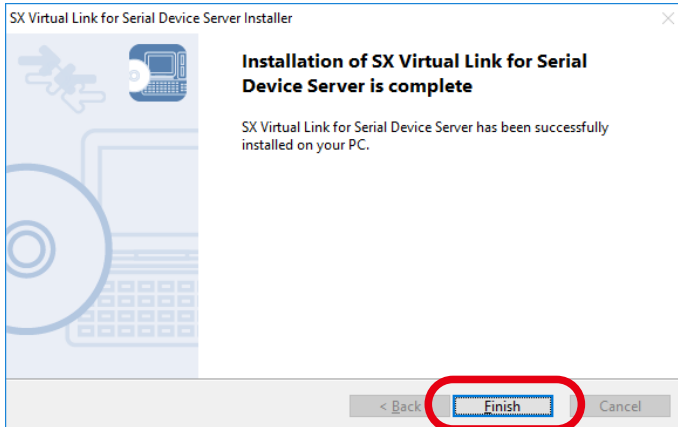 SX Virtual Link for Serial Device Server Installer
Installation of SX Virtual Link for Serial
Device Server is complete
SX Virtual Link for Serial Device Server has been successfully
installed on your PC.
< Back
Finish
Cancel